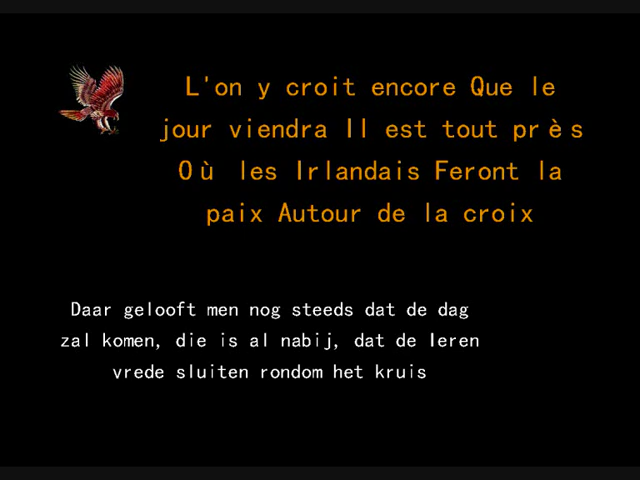 L'on y croit encore Que le
jour viendra Il est tout près
Où les Irlandais Feront la
paix Autour de la croix
Daar gelooft men nog steeds dat de dag
zal komen, die is al nabij, dat de Ieren
vrede sluiten rondom het kruis